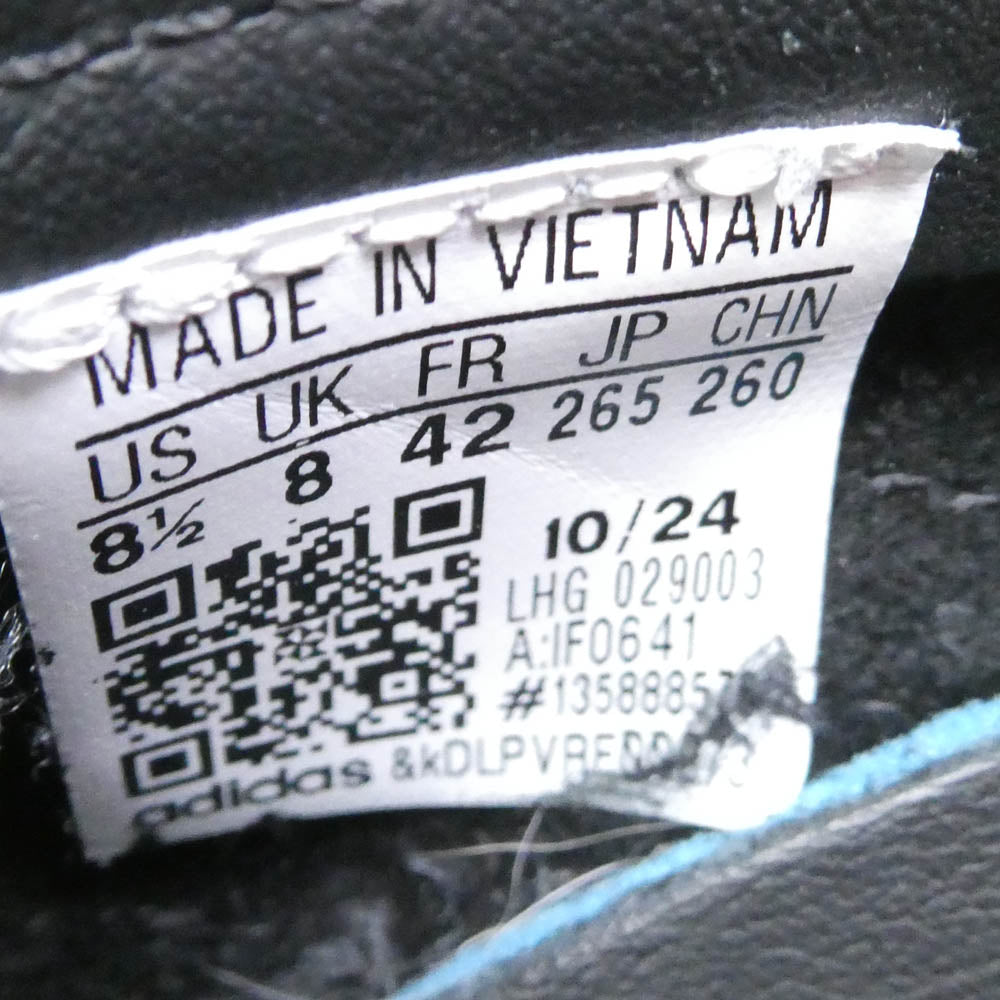 MADE IN VIETNAM
US UK FR JP CHN
8½ 8 42 265 260
10/24
LHG 029003
A:IF0641
adidas